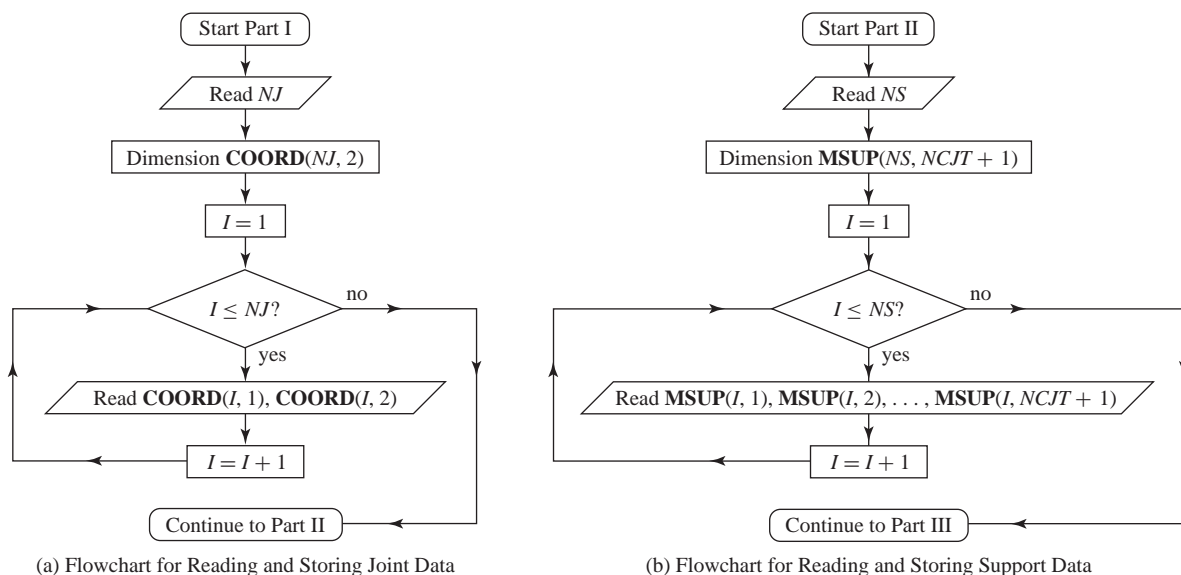 Start Part I
Read NJ
Dimension COORD(NJ, 2)
I = 1
I ≤ NJ?
no
yes
Read COORD(I, 1), COORD(I, 2)
I = I + 1
Continue to Part II
(a) Flowchart for Reading and Storing Joint Data
Start Part II
Read NS
Dimension MSUP(NS, NCJT + 1)
I = 1
I ≤ NS?
no
yes
Read MSUP(I, 1), MSUP(I, 2), . . . , MSUP(I, NCJT + 1)
I = I + 1
Continue to Part III
(b) Flowchart for Reading and Storing Support Data